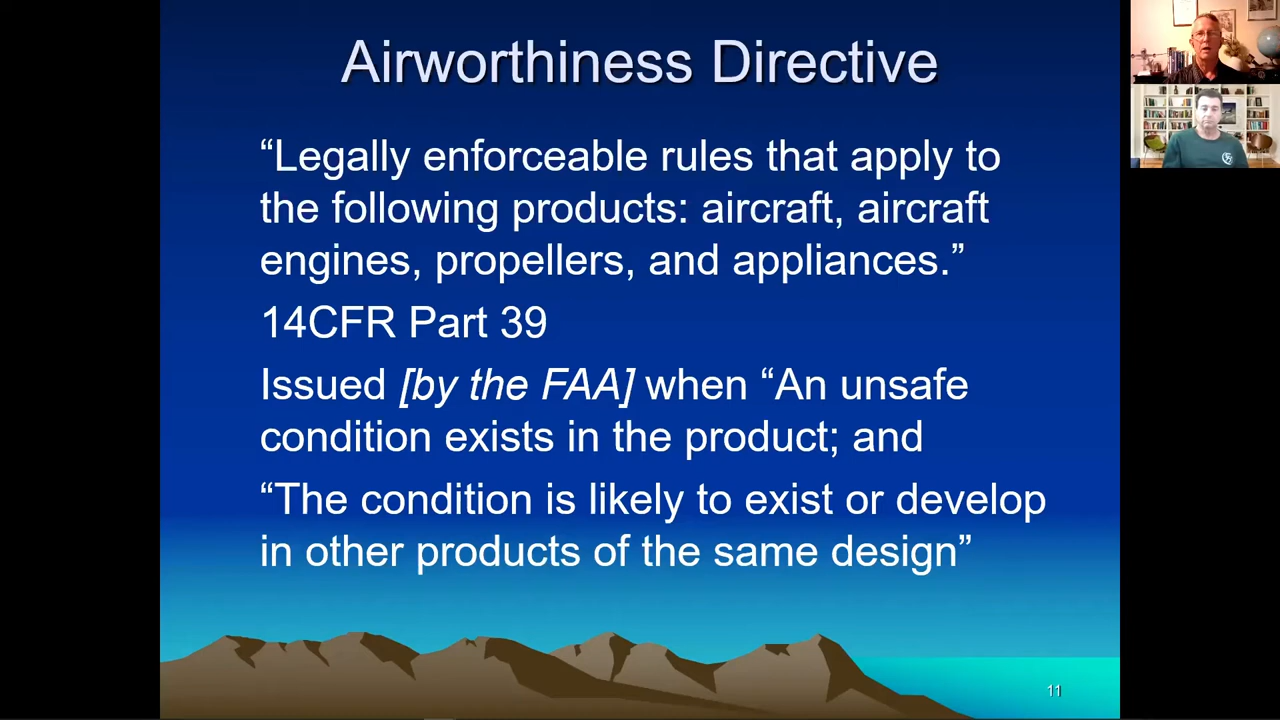 Airworthiness Directive
“Legally enforceable rules that apply to
the following products: aircraft, aircraft
engines, propellers, and appliances.”
14CFR Part 39
Issued [by the FAA] when “An unsafe
condition exists in the product; and
“The condition is likely to exist or develop
in other products of the same design”
11